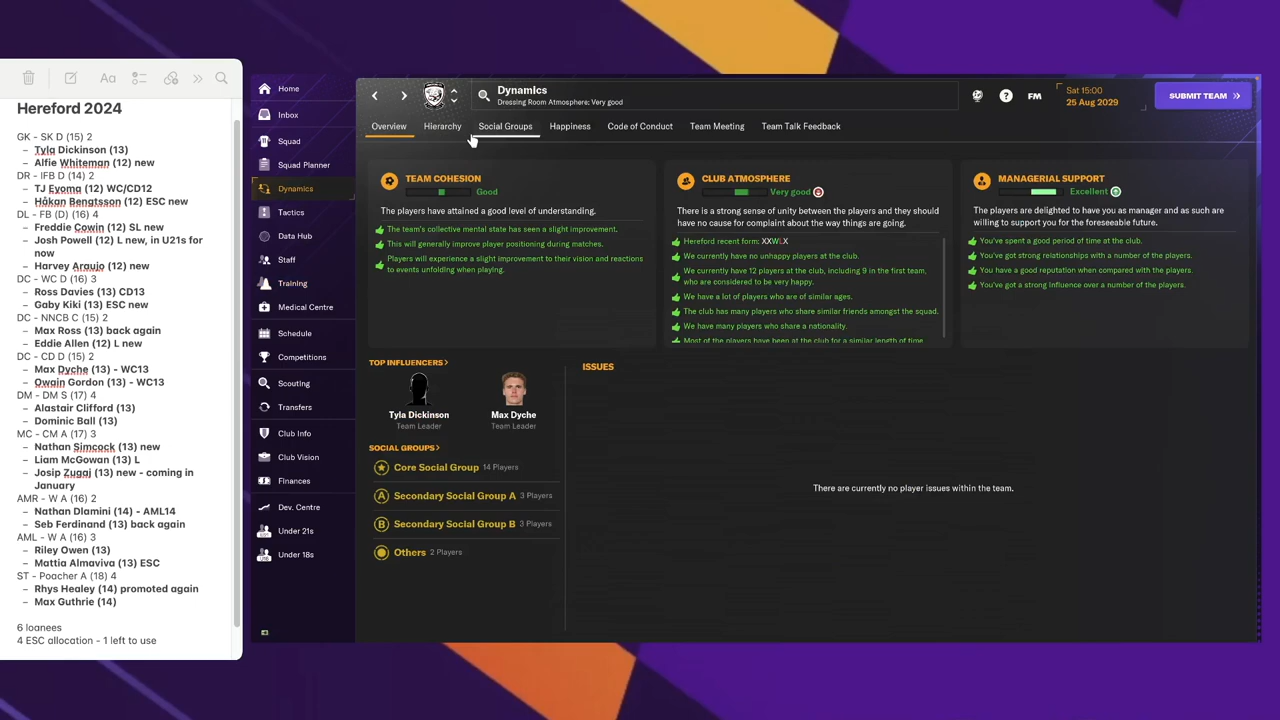 Aa
Hereford 2024
GK - SK D (15) 2
– Tyla Dickinson (13)
– Alfie Whiteman (12) new
DR - IFB D (14) 2
– TJ Eyoma (12) WC/CD12
– Håkan Bengtsson (12) ESC new
DL - FB (D) (16) 4
– Freddie Cowin (12) SL new
– Josh Powell (12) L new, in U21s for
now
– Harvey Araujo (12) new
DC - WC D (16) 3
– Ross Davies (13) CD13
– Gaby Kiki (13) ESC new
DC - NNCB C (15) 2
– Max Ross (13) back again
– Eddie Allen (12) L new
DC - CD D (15) 2
– Max Dyche (13) - WC13
– Owain Gordon (13) - WC13
DM - DM S (17) 4
– Alastair Clifford (13)
– Dominic Ball (13)
MC - CM A (17) 3
– Nathan Simcock (13) new
– Liam McGowan (13) L
– Josip Zugaj (13) new - coming in
January
AMR - W A (16) 2
– Nathan Dlamini (14) - AML14
– Seb Ferdinand (13) back again
AML - W A (16) 3
– Riley Owen (13)
– Mattia Almaviva (13) ESC
ST - Poacher A (18) 4
– Rhys Healey (14) promoted again
– Max Guthrie (14)
6 loanees
4 ESC allocation - 1 left to use
Home
Inbox
Squad
Squad Planner
Dynamics
Tactics
Data Hub
Staff
Training
Medical Centre
Schedule
Competitions
Scouting
Transfers
Club Info
Club Vision
Finances
Dev. Centre
Under 21s
Under 18s
Dynamics
Dressing Room Atmosphere: Very good
FM
Sat 15:00
25 Aug 2029
SUBMIT TEAM
Overview Hierarchy Social Groups Happiness Code of Conduct Team Meeting Team Talk Feedback
TEAM COHESION
Good
The players have attained a good level of understanding.
The team's collective mental state has seen a slight improvement.
This will generally improve player positioning during matches.
Players will experience a slight improvement to their vision and reactions
to events unfolding when playing.
CLUB ATMOSPHERE
Very good
There is a strong sense of unity between the players and they should
have no cause for complaint about the way things are going.
Hereford recent form: XXWLX
We currently have no unhappy players at the club.
We currently have 12 players at the club, including 9 in the first team,
who are considered to be very happy.
We have a lot of players who are of similar ages.
The club has many players who share similar friends amongst the squad.
We have many players who share a nationality.
Most of the players have been at the club for a similar length of time.
MANAGERIAL SUPPORT
Excellent
The players are delighted to have you as manager and as such are
willing to support you for the foreseeable future.
You've spent a good period of time at the club.
You've got strong relationships with a number of the players.
You have a good reputation when compared with the players.
You've got a strong Influence over a number of the players.
TOP INFLUENCERS>
Tyla Dickinson
Team Leader
Max Dyche
Team Leader
SOCIAL GROUPS>
Core Social Group 14 Players
A Secondary Social Group A 3 Players
B Secondary Social Group B 3 Players
Others 2 Players
ISSUES
There are currently no player issues within the team.